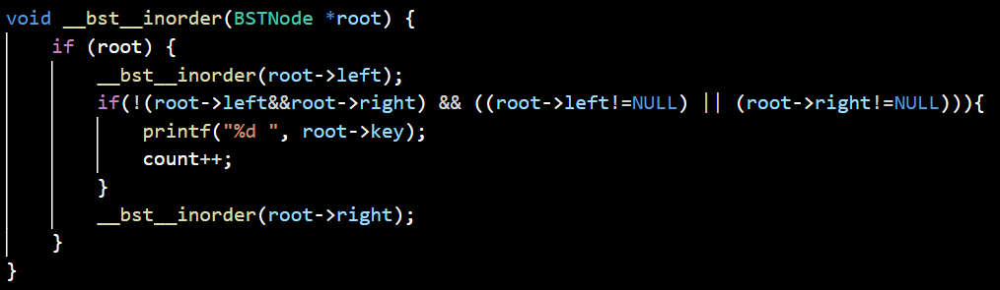 void __bst__inorder(BSTNode *root) {
    if (root) {
        __bst__inorder(root->left);
        if(!(root->left&&root->right) && ((root->left!=NULL) || (root->right!=NULL))){
            printf("%d ", root->key);
            count++;
        }
        __bst__inorder(root->right);
    }
}